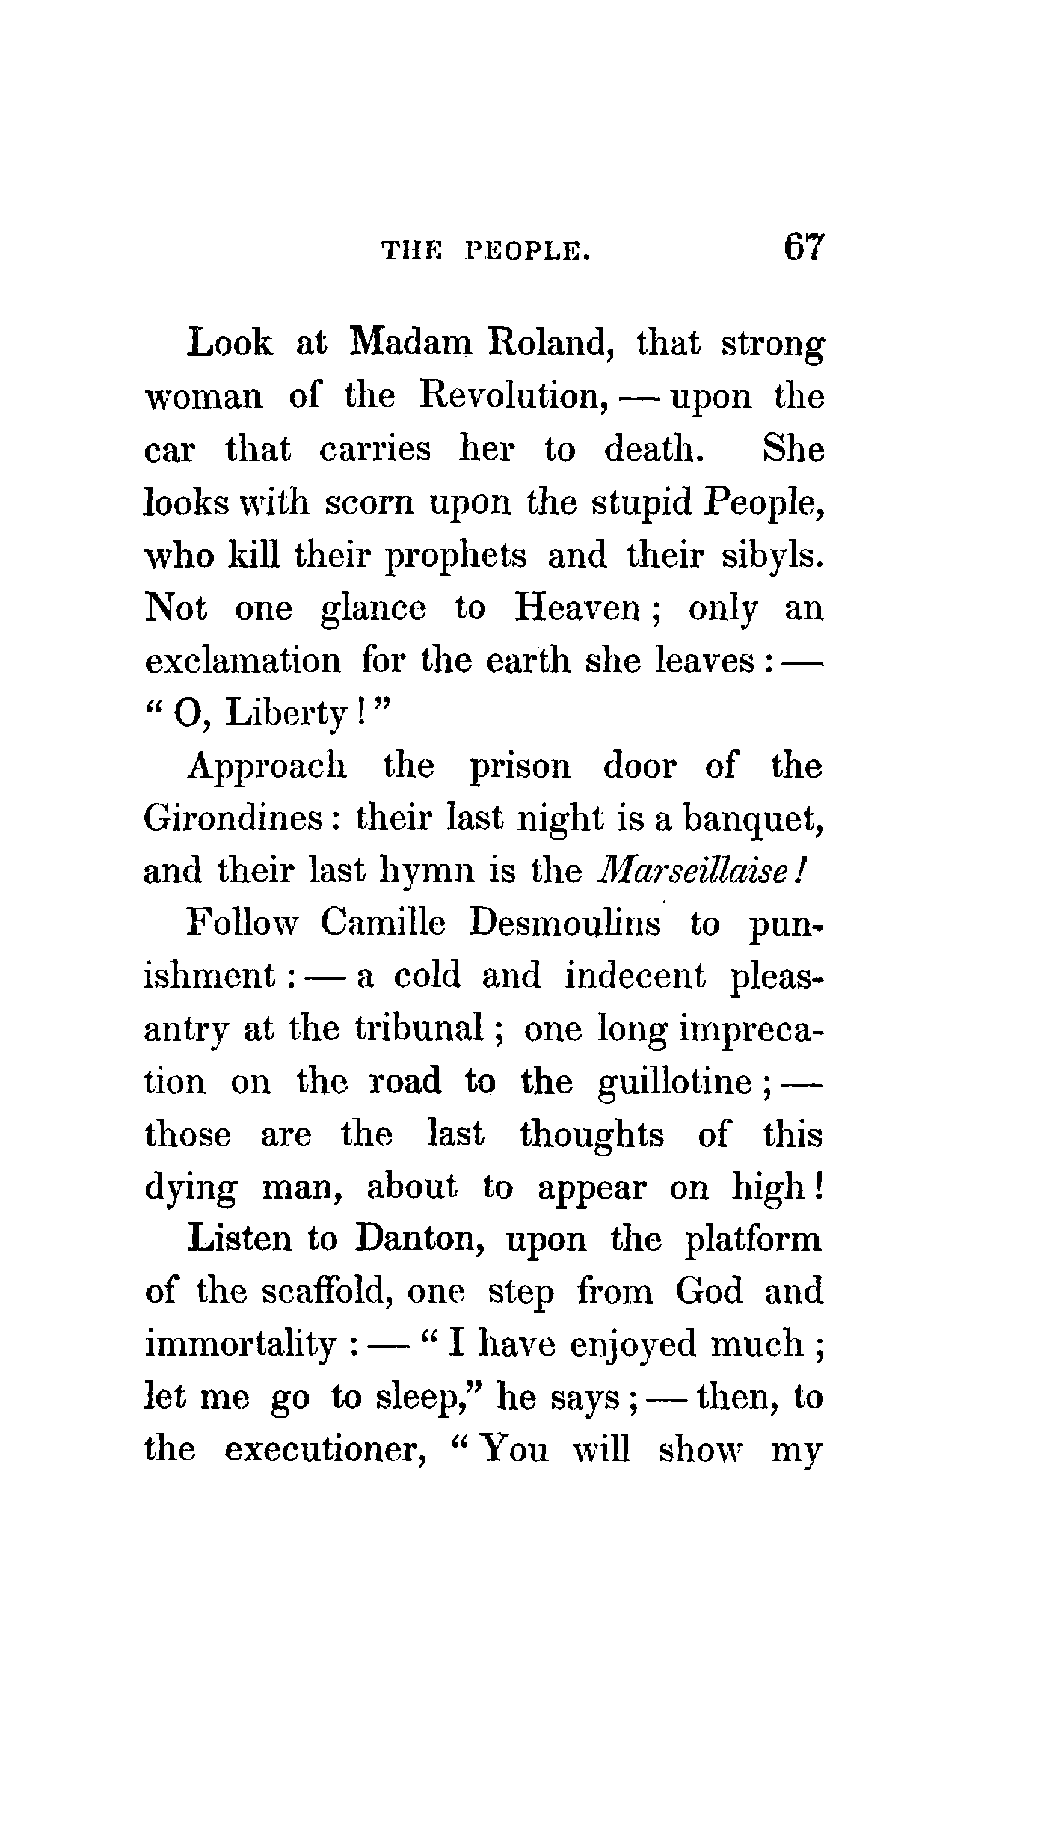 THE PEOPLE. 67
Look at Madam Roland, that strong
woman of the Revolution, — upon the
car that carries her to death. She
looks with scorn upon the stupid People,
who kill their prophets and their sibyls.
Not one glance to Heaven ; only an
exclamation for the earth she leaves : —
“ O, Liberty ! ”
Approach the prison door of the
Girondines : their last night is a banquet,
and their last hymn is the Marseillaise !
Follow Camille Desmoulins to pun-
ishment : — a cold and indecent pleas-
antry at the tribunal ; one long impreca-
tion on the road to the guillotine ; —
those are the last thoughts of this
dying man, about to appear on high !
Listen to Danton, upon the platform
of the scaffold, one step from God and
immortality : — “ I have enjoyed much ;
let me go to sleep,” he says ; — then, to
the executioner, “ You will show my